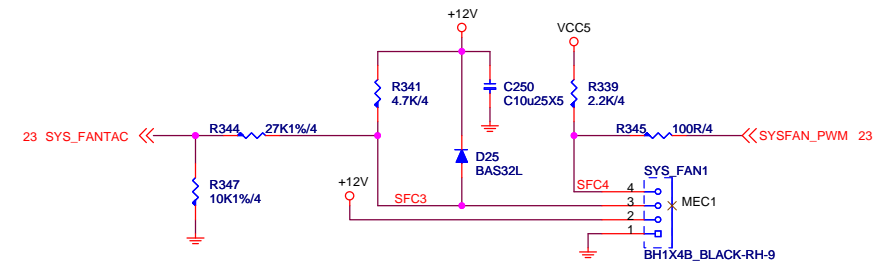 +12V
VCC5
R341
4.7K/4
C250
C10u25X5
R339
2.2K/4
23 SYS_FANTAC
R344
27K1%/4
R345
100R/4
SYSFAN_PWM 23
D25
BAS32L
SYS_FAN1
R347
10K1%/4
+12V
SFC3
SFC4
4
3
2
1
MEC1
BH1X4B_BLACK-RH-9